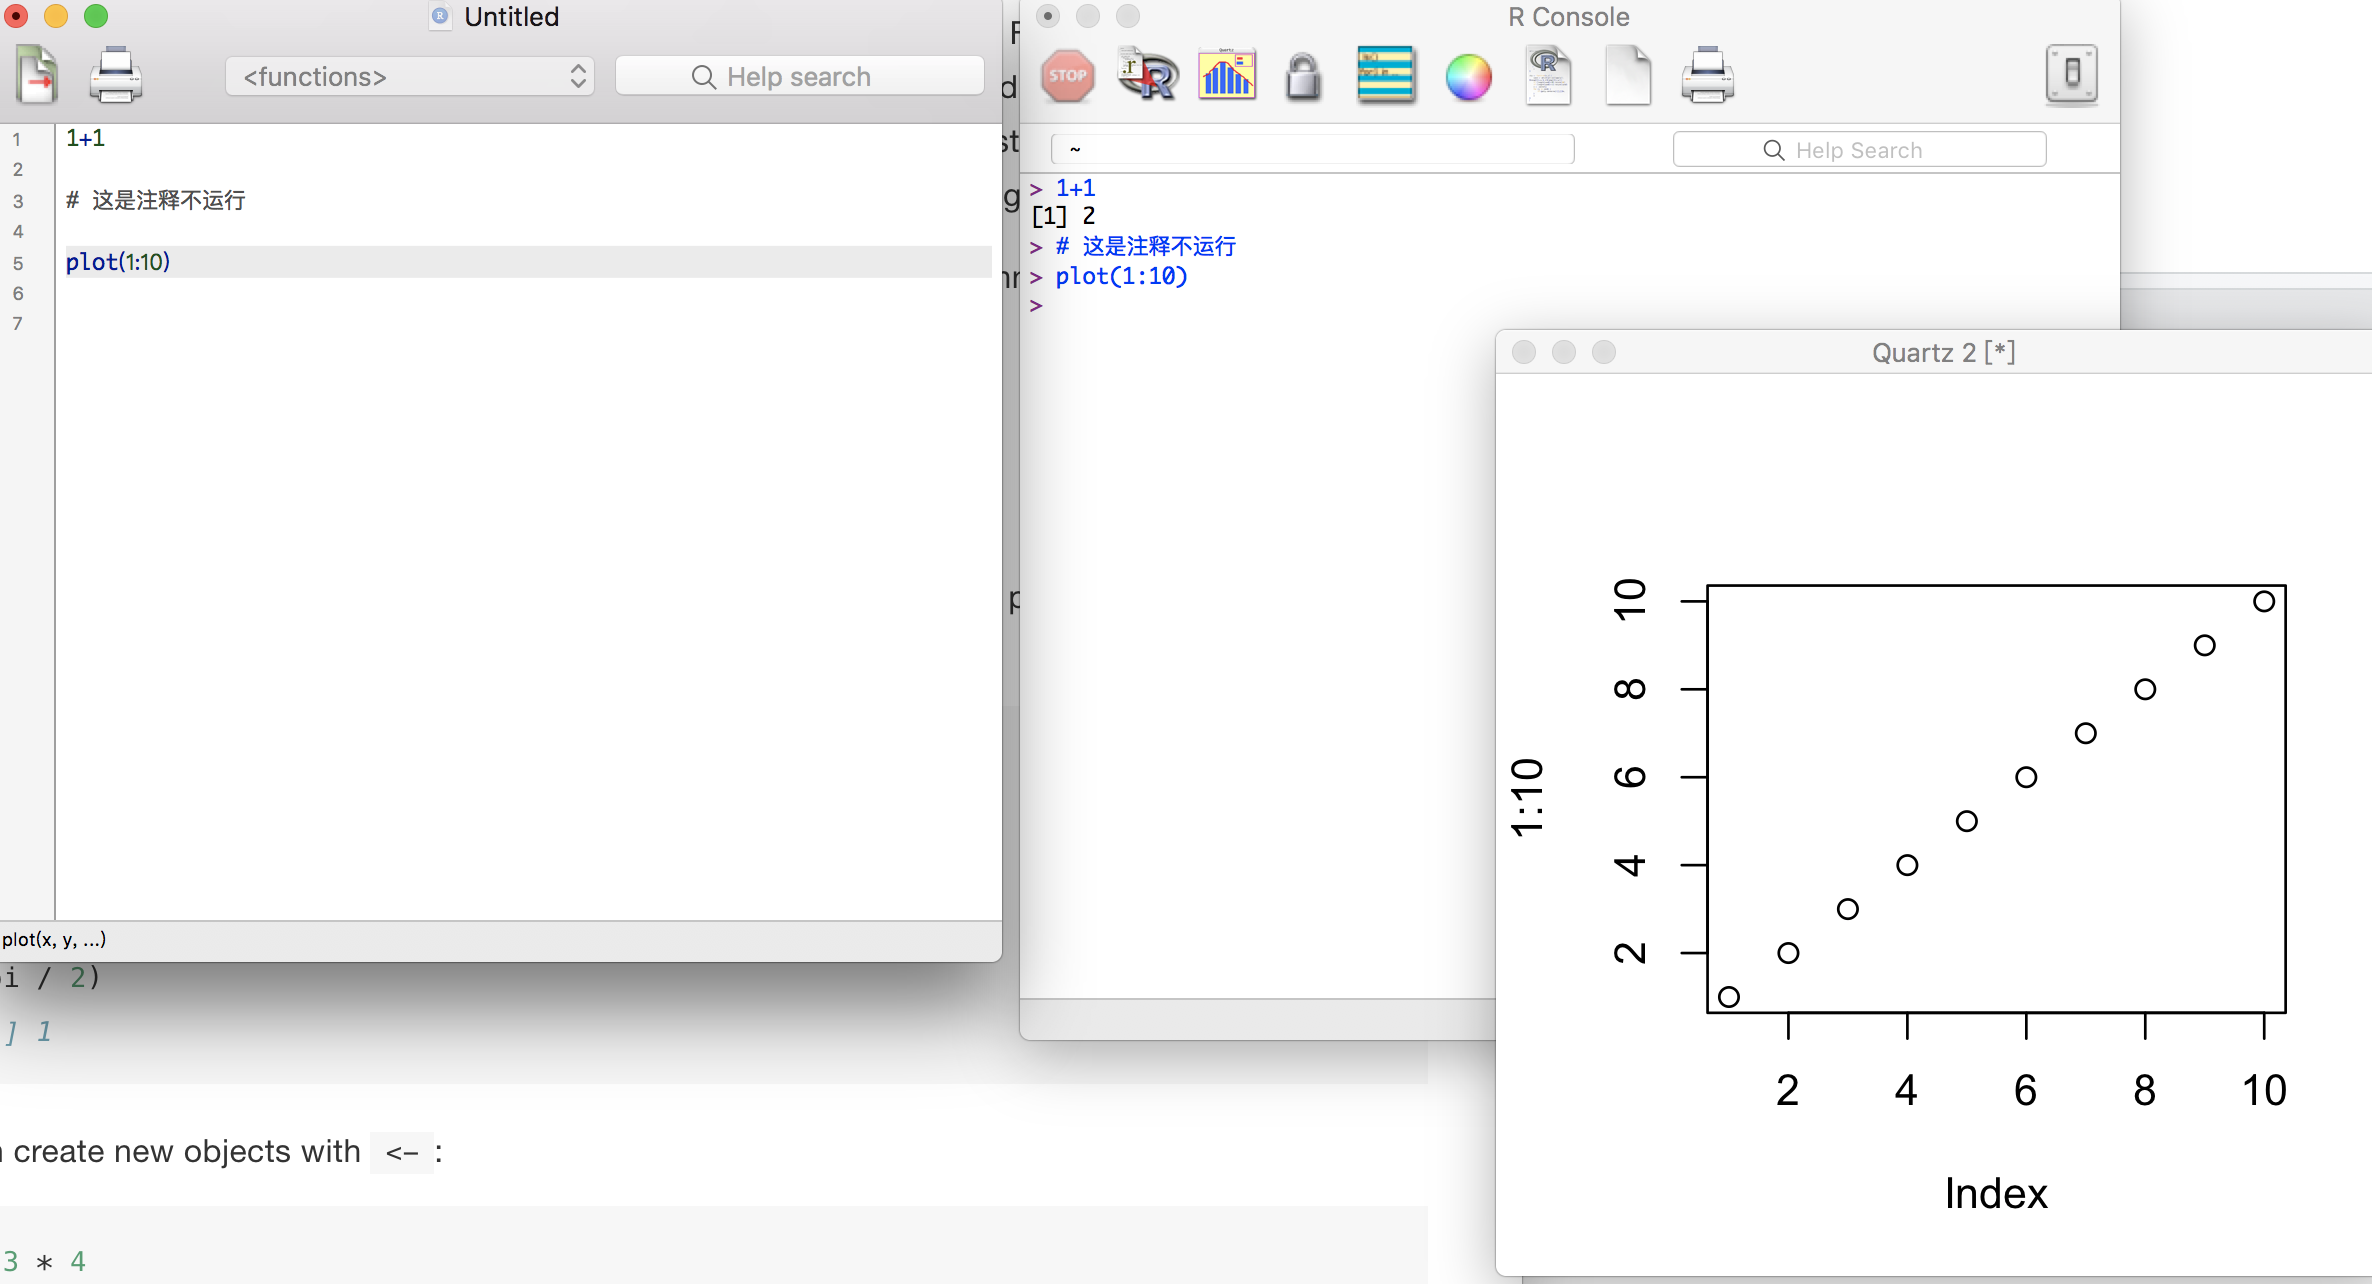 Untitled
<functions>
Help search
1 1+1
2
3 # 这是注释不运行
4
5 plot(1:10)
6
7
plot(x, y, ...)
R Console
STOP
~
Help Search
> 1+1
[1] 2
> # 这是注释不运行
> plot(1:10)
>
Quartz 2 [*]
10
8
6
4
2
1:10
2 4 6 8 10
Index
i / 2)
] 1
create new objects with <- :
3 * 4